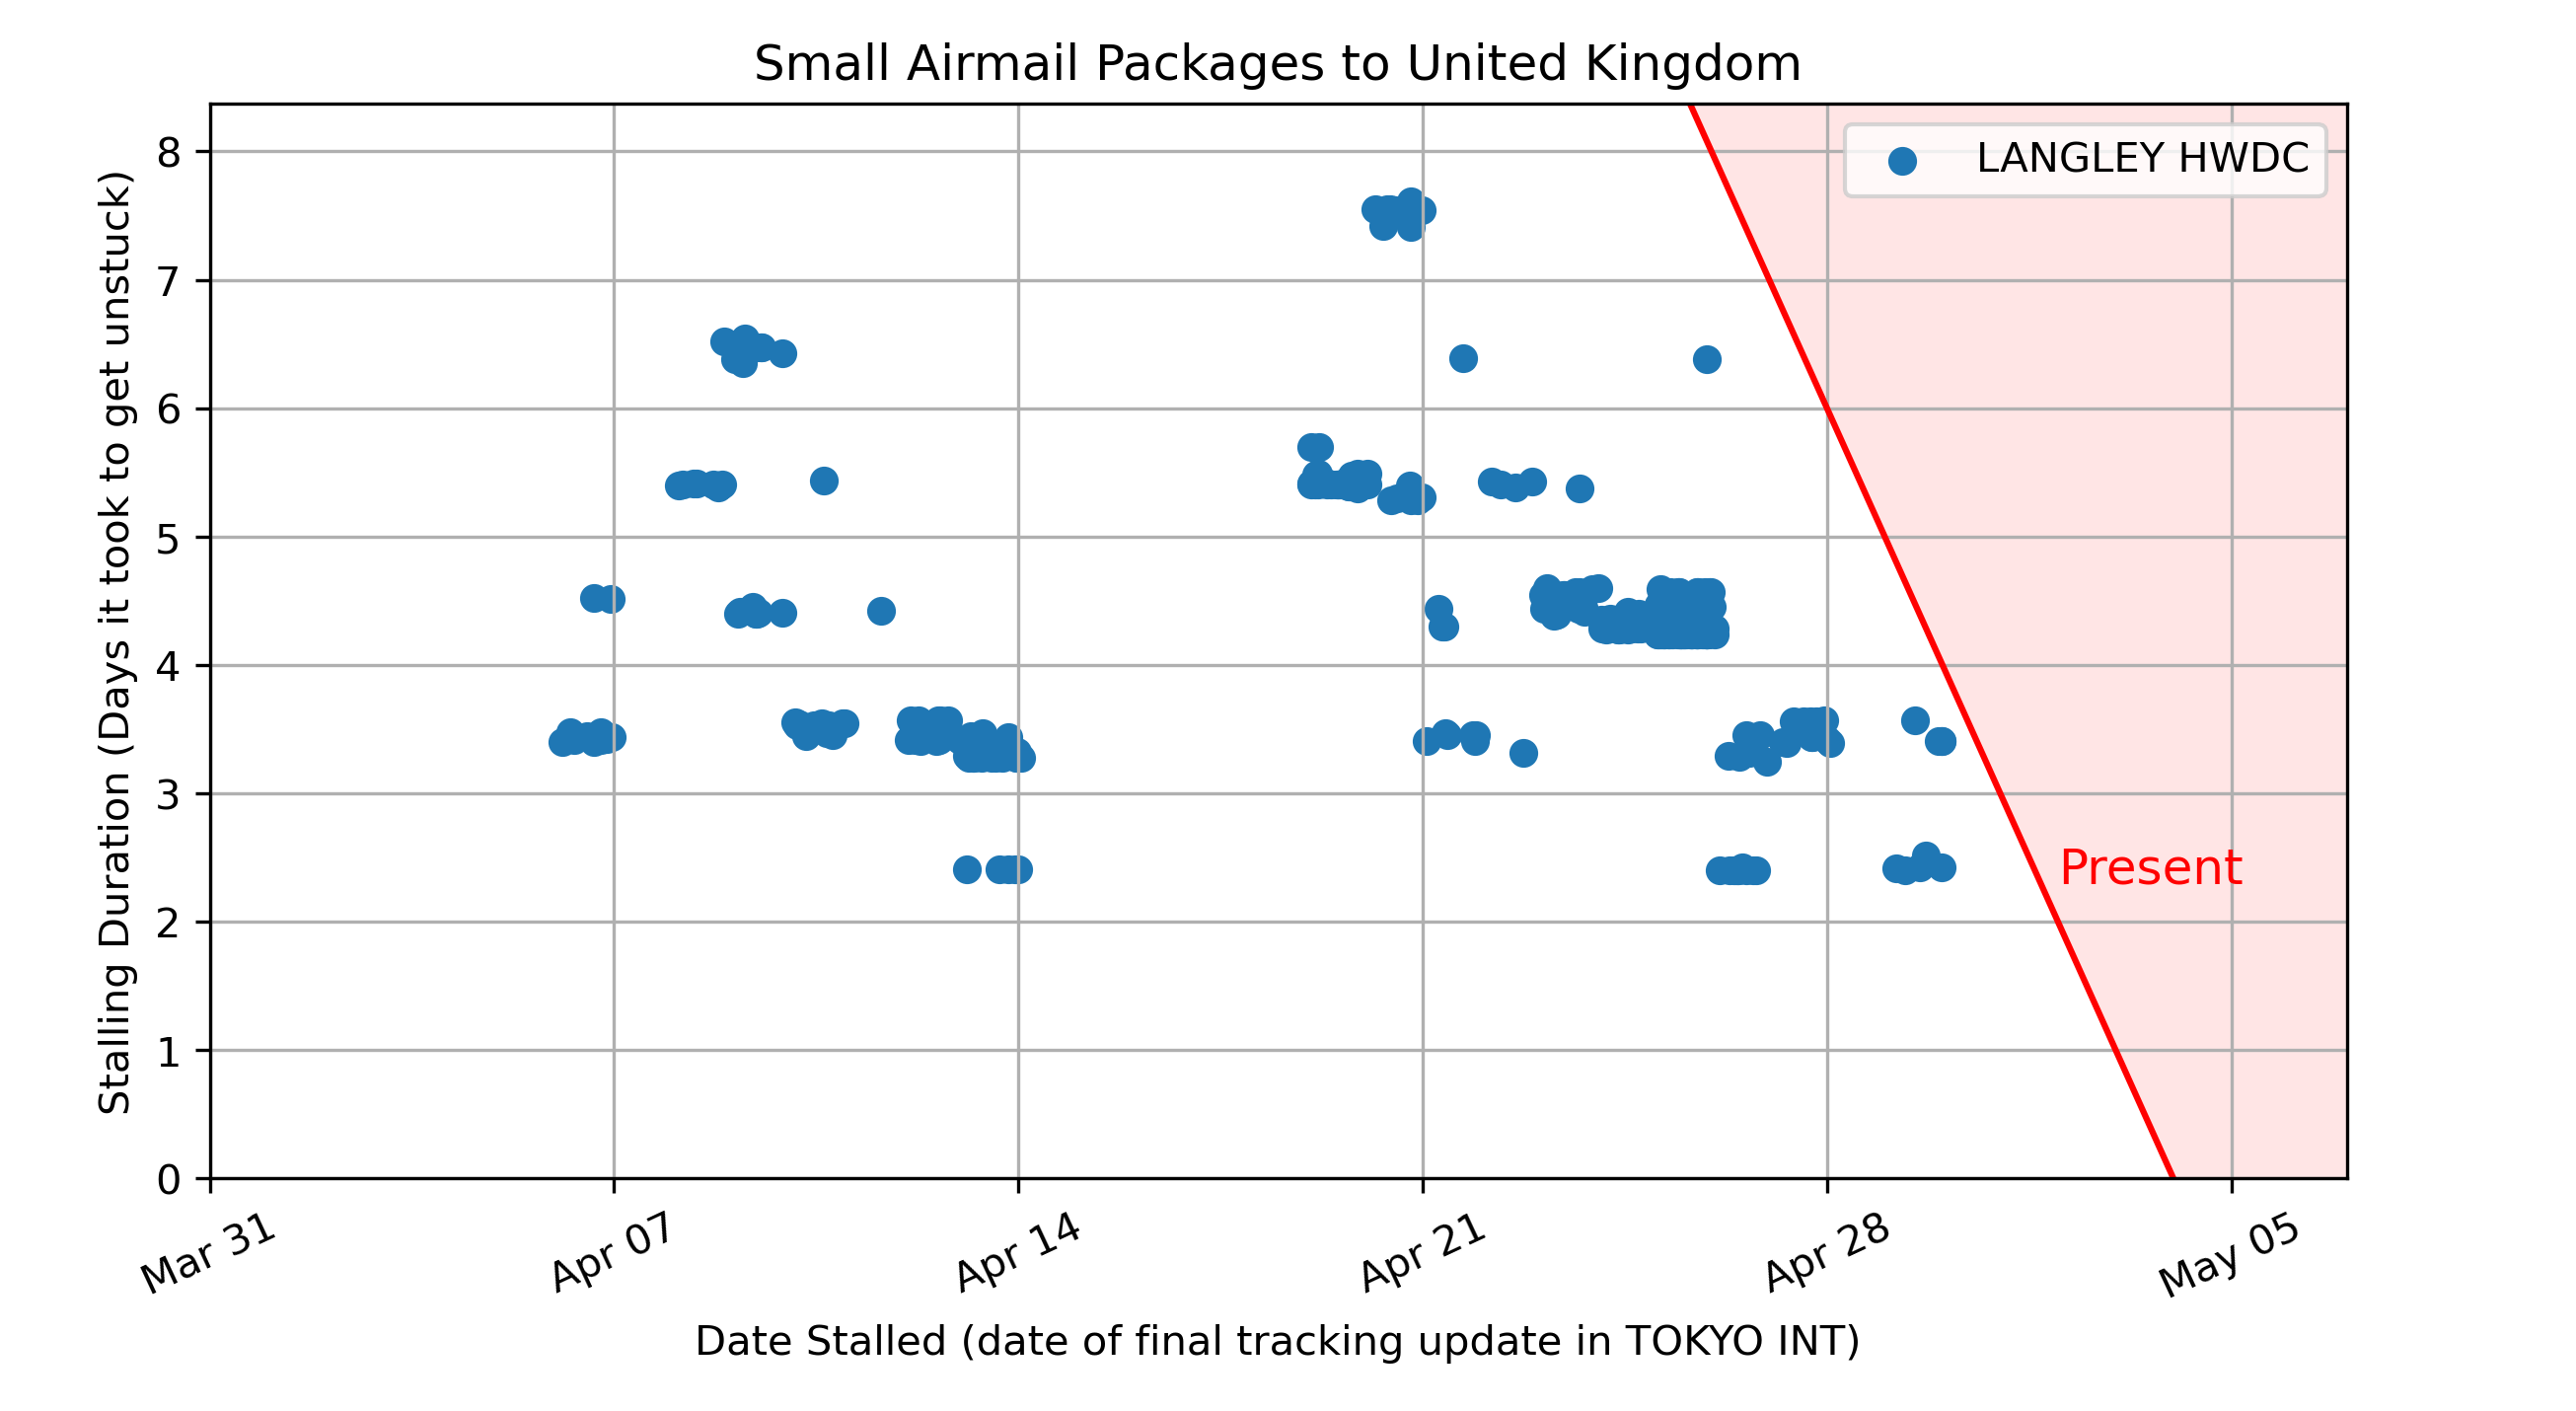 Small Airmail Packages to United Kingdom
LANGLEY HWDC
Stalling Duration (Days it took to get unstuck)
8
7
6
5
4
3
2
1
0
Present
Mar 31
Apr 07
Apr 14
Apr 21
Apr 28
May 05
Date Stalled (date of final tracking update in TOKYO INT)